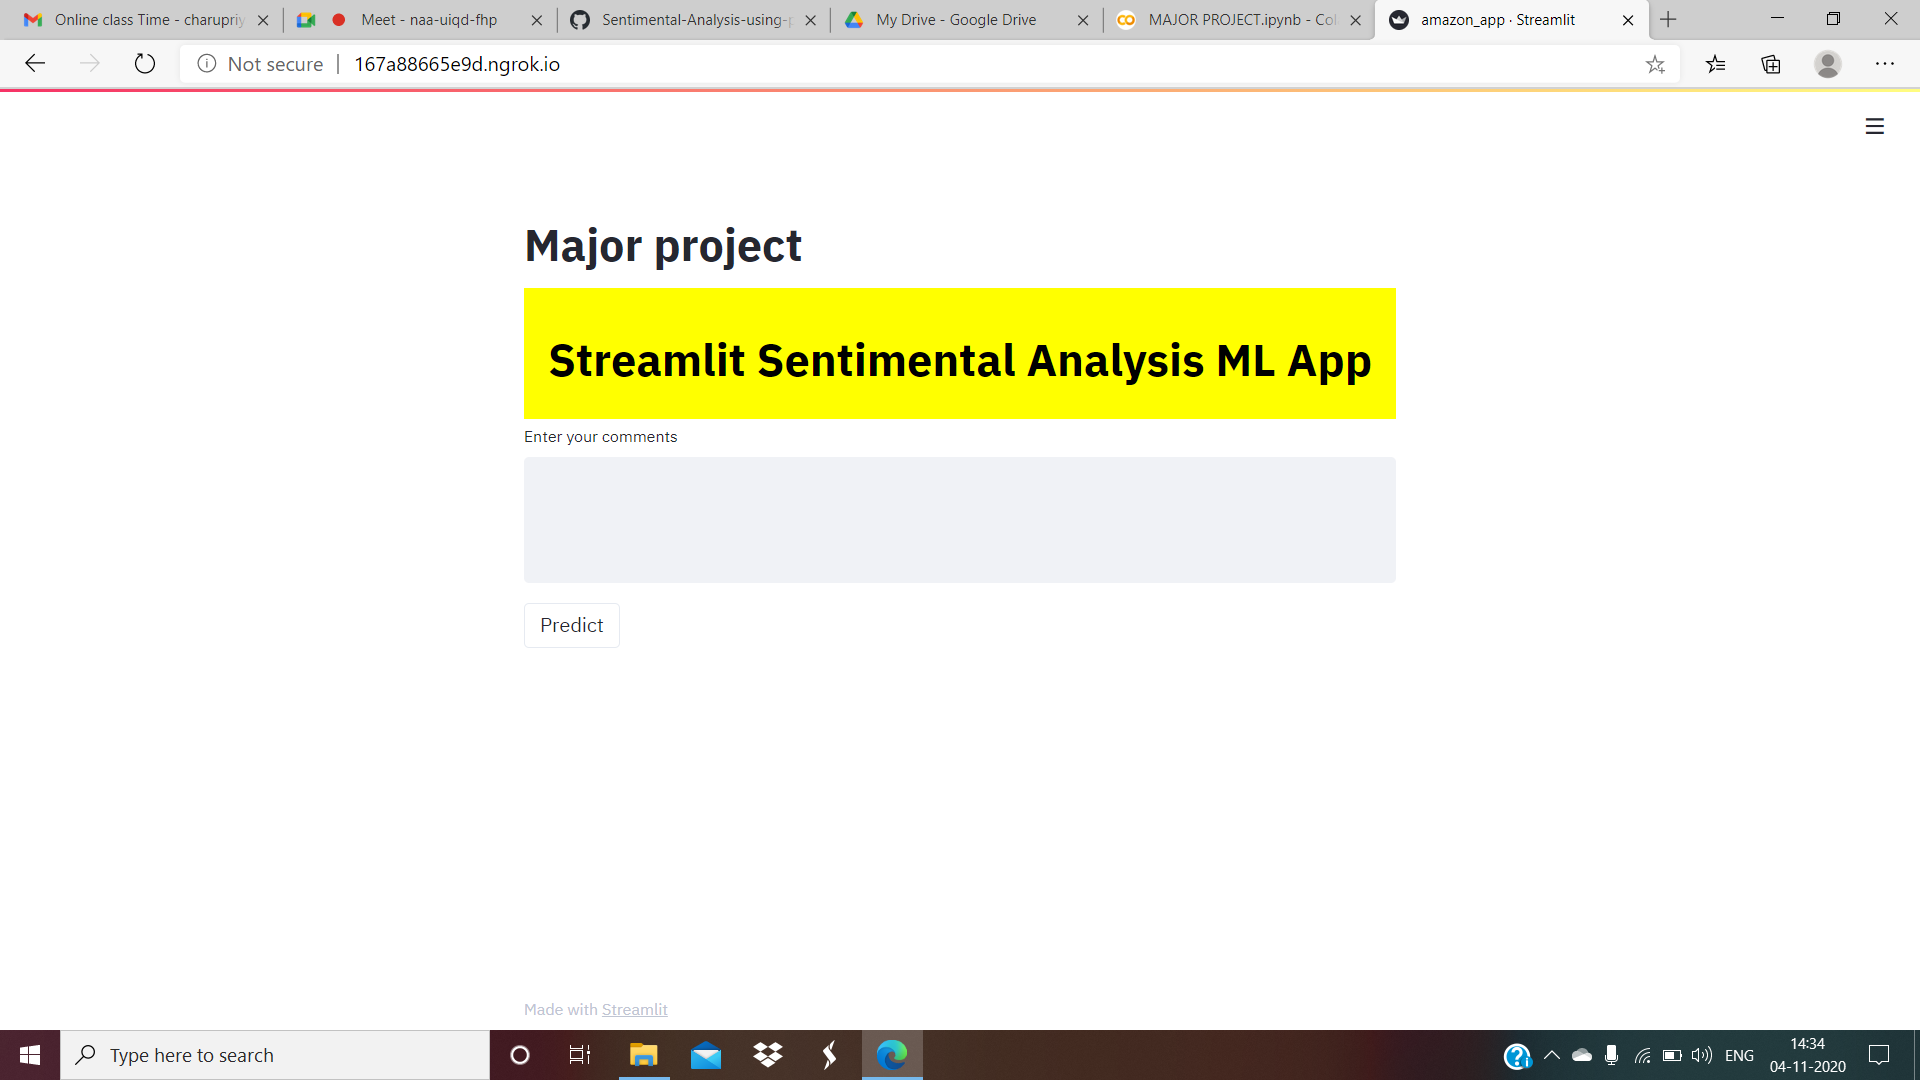 Online class Time - charupriy
Meet - naa-uiqd-fhp
Sentimental-Analysis-using-p
My Drive - Google Drive
MAJOR PROJECT.ipynb - Col
amazon_app · Streamlit
Not secure | 167a88665e9d.ngrok.io
Major project
Streamlit Sentimental Analysis ML App
Enter your comments
Predict
Made with Streamlit
Type here to search
ENG
14:34
04-11-2020